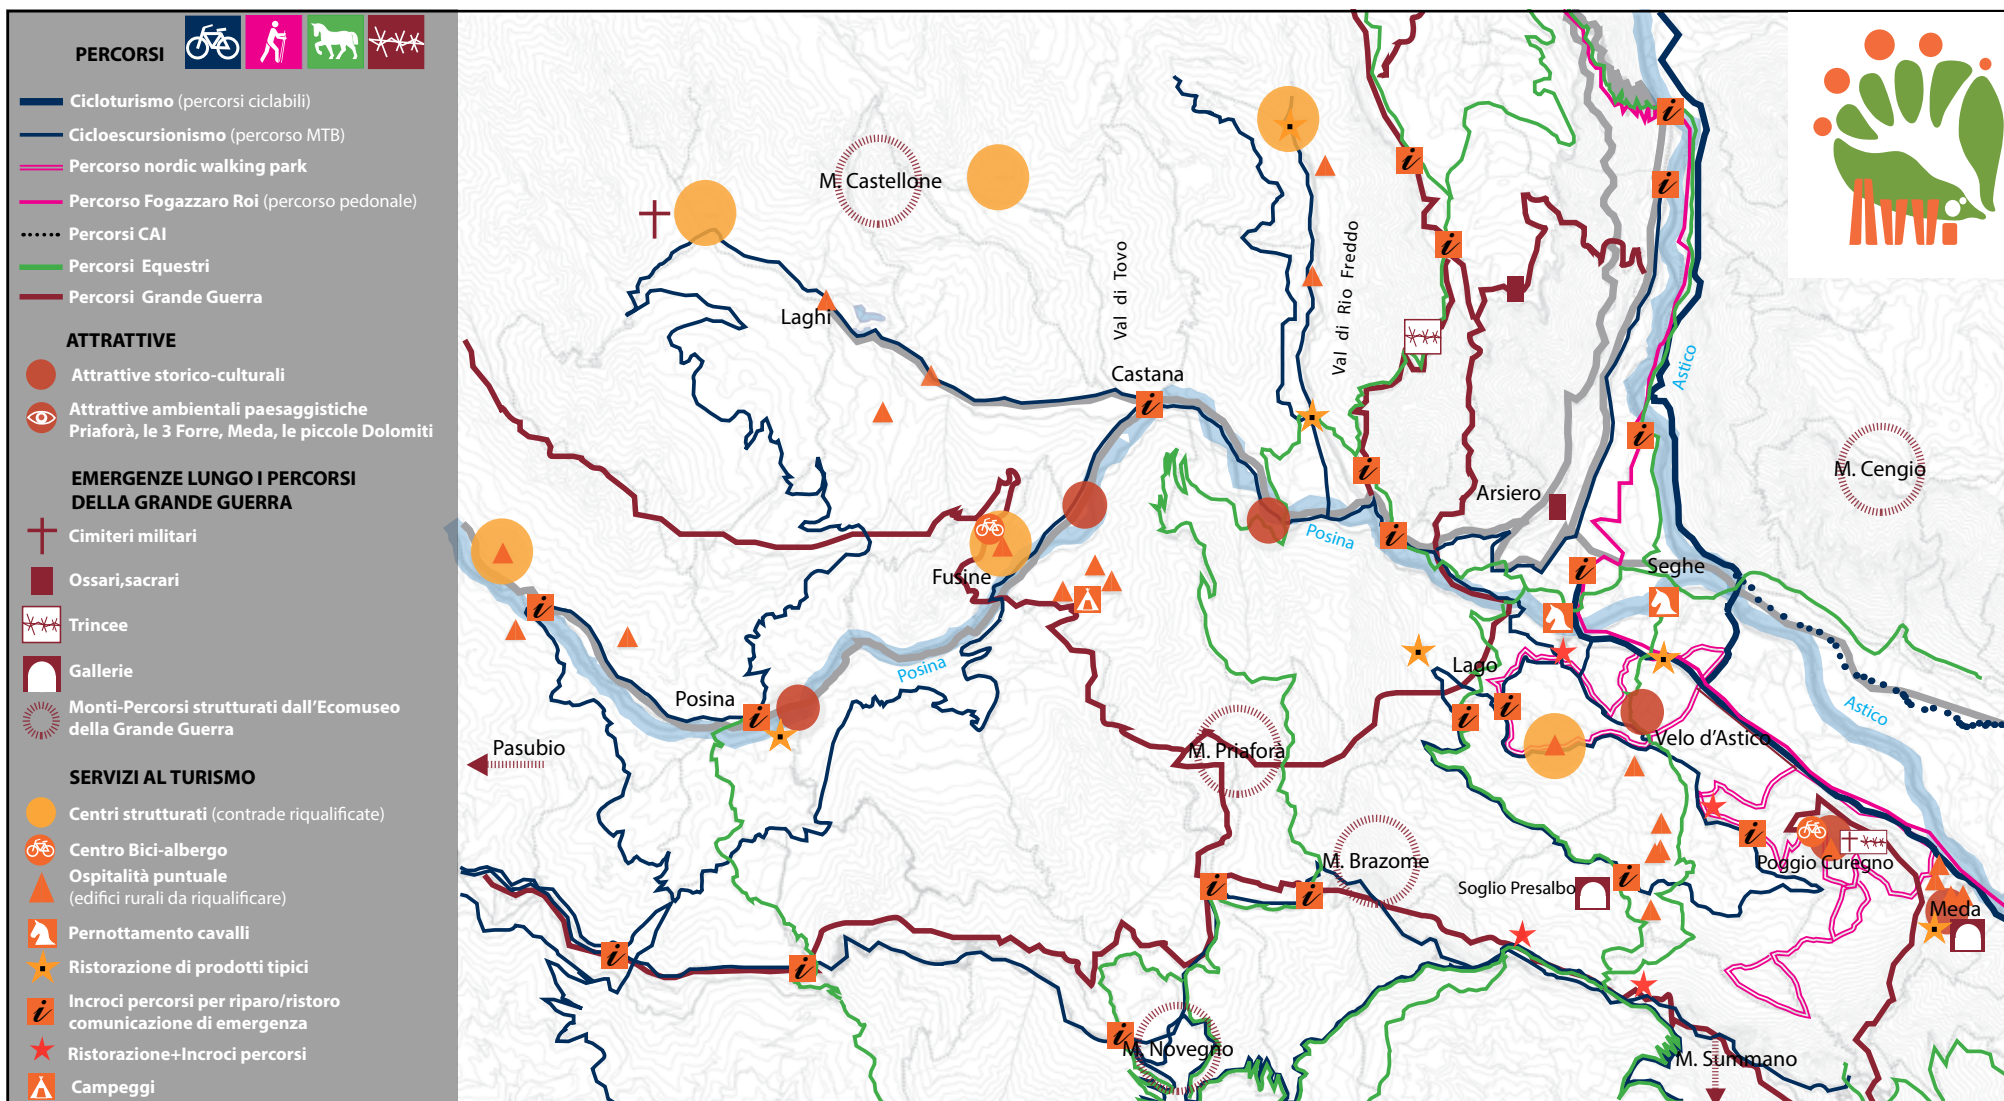 PERCORSI
Cicloturismo (percorsi ciclabili)
Cicloescursionismo (percorso MTB)
Percorso nordic walking park
Percorso Fogazzaro Roi (percorso pedonale)
Percorsi CAI
Percorsi Equestri
Percorsi Grande Guerra
ATTRATTIVE
Attrattive storico-culturali
Attrattive ambientali paesaggistiche
Priaforà, le 3 Forre, Meda, le piccole Dolomiti
EMERGENZE LUNGO I PERCORSI
DELLA GRANDE GUERRA
Cimiteri militari
Ossari,sacrari
Trincee
Gallerie
Monti-Percorsi strutturati dall'Ecomuseo
della Grande Guerra
SERVIZI AL TURISMO
Centri strutturati (contrade riqualificate)
Centro Bici-albergo
Ospitalità puntuale
(edifici rurali da riqualificare)
Pernottamento cavalli
Ristorazione di prodotti tipici
i Incroci percorsi per riparo/ristoro
comunicazione di emergenza
Ristorazione+Incroci percorsi
Campeggi
M. Castellone
Laghi
Val di Tovo
Val di Rio Freddo
Castana
Astico
M. Cengio
Arsiero
Posina
Seghe
Fusine
Posina
Posina
Lago
Astico
Pasubio
M. Priaforà
Velo d'Astico
M. Brazome
Soglio Presalbo
Poggio Curegno
Meda
M. Novegno
M. Summano